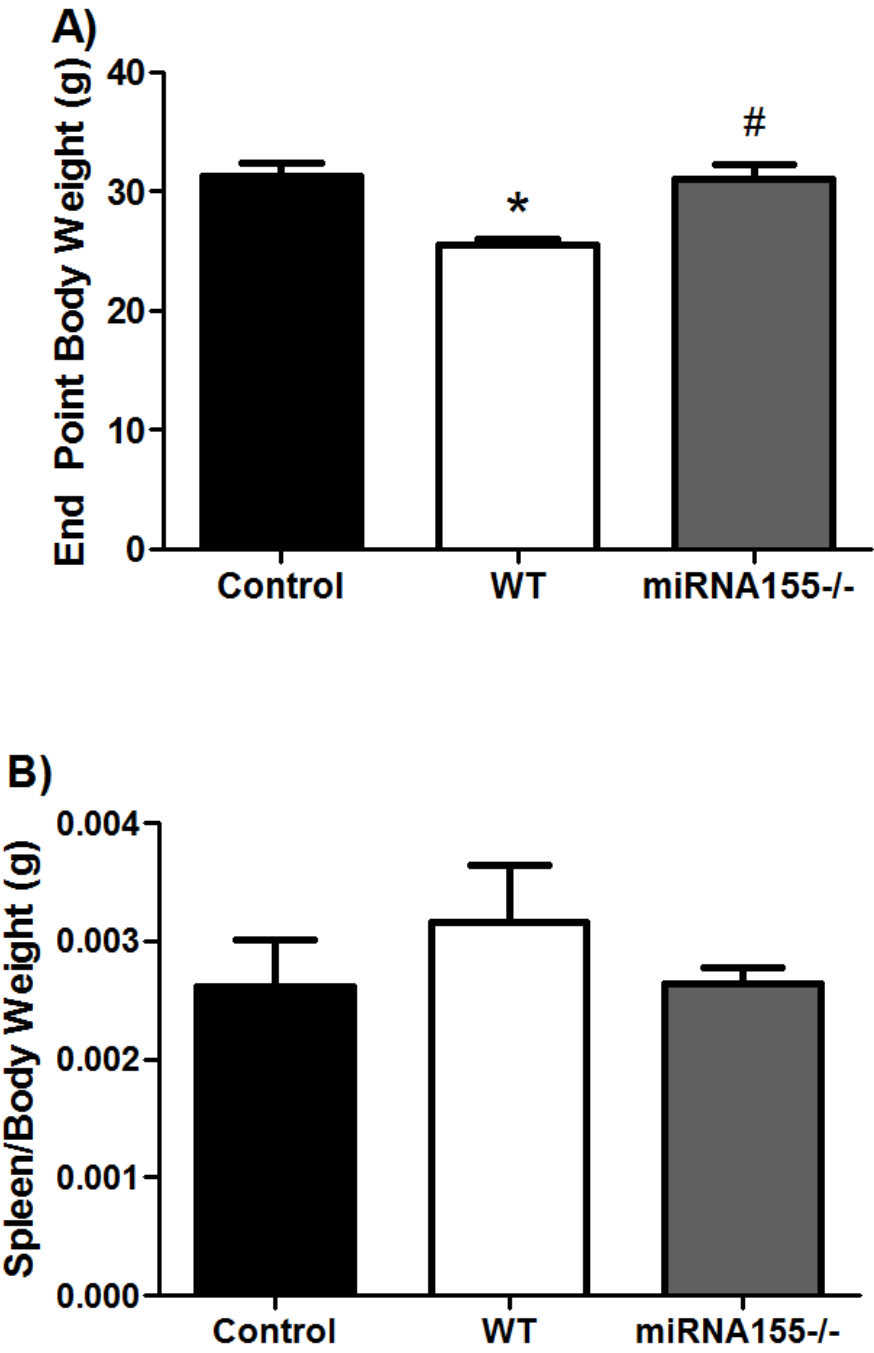 A)
End Point Body Weight (g)
40
30
20
10
0
*
#
Control WT miRNA155-/-
B)
Spleen/Body Weight (g)
0.004
0.003
0.002
0.001
0.000
Control WT miRNA155-/-